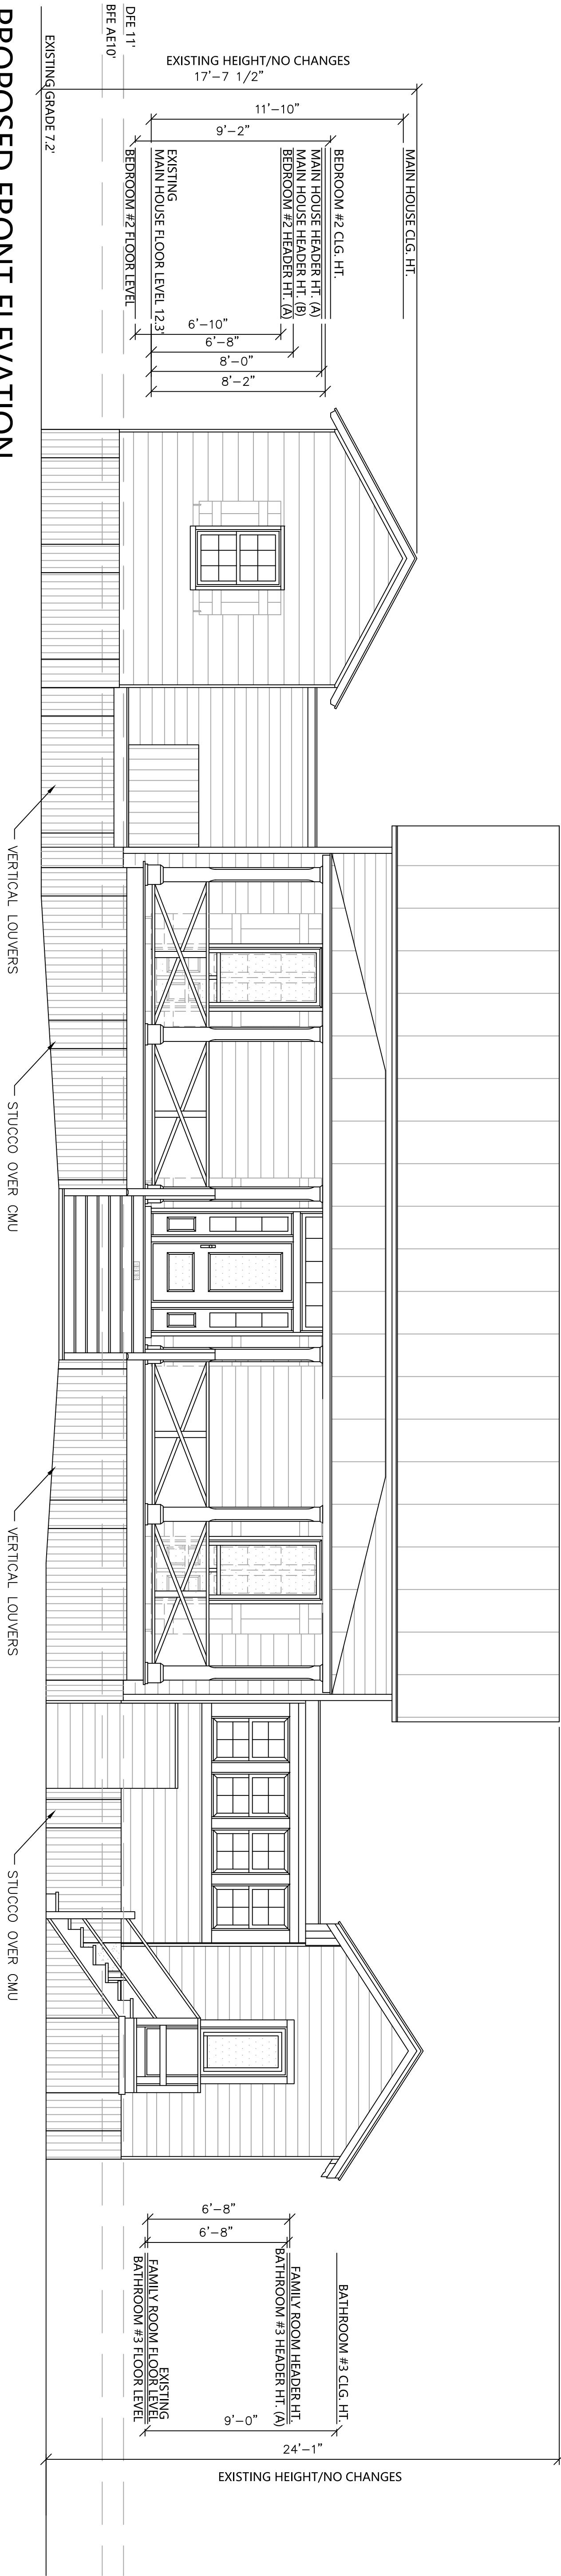 EXISTING HEIGHT/NO CHANGES
17'-7 1/2"
11'-10"
9'-2"
DFE 11'
BFE AE10'
EXISTING GRADE 7.2'
MAIN HOUSE CLG. HT.
BEDROOM #2 CLG. HT.
MAIN HOUSE HEADER HT. (A)
MAIN HOUSE HEADER HT. (B)
BEDROOM #2 HEADER HT. (A)
EXISTING
MAIN HOUSE FLOOR LEVEL 12.3'
BEDROOM #2 FLOOR LEVEL
6'-10"
6'-8"
8'-0"
8'-2"
PROPOSED FRONT ELEVATION
VERTICAL LOUVERS
STUCCO OVER CMU
VERTICAL LOUVERS
STUCCO OVER CMU
6'-8"
6'-8"
BATHROOM #3 CLG. HT.
FAMILY ROOM HEADER HT.
BATHROOM #3 HEADER HT. (A)
EXISTING
FAMILY ROOM FLOOR LEVEL
BATHROOM #3 FLOOR LEVEL
9'-0"
24'-1"
EXISTING HEIGHT/NO CHANGES